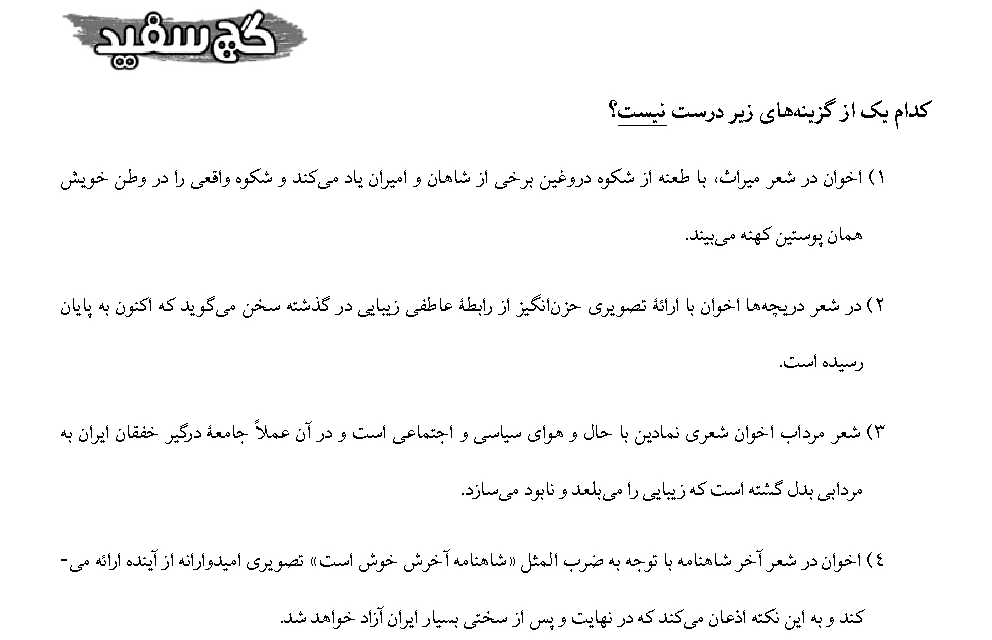 گچ سفید
کدام یک از گزینه‌های زیر درست نیست؟
۱) اخوان در شعر میراث، با طعنه از شکوه دروغین برخی از شاهان و امیران یاد می‌کند و شکوه واقعی را در وطن خویش
همان پوستین کهنه می‌بیند.
۲) در شعر دریچه‌ها اخوان با ارائۀ تصویری حزن‌انگیز از رابطۀ عاطفی زیبایی در گذشته سخن می‌گوید که اکنون به پایان
رسیده است.
۳) شعر مرداب اخوان شعری نمادین با حال و هوای سیاسی و اجتماعی است و در آن عملاً جامعۀ درگیر خفقان ایران به
مردابی بدل گشته است که زیبایی را می‌بلعد و نابود می‌سازد.
۴) اخوان در شعر آخر شاهنامه با توجه به ضرب المثل «شاهنامه آخرش خوش است» تصویری امیدوارانه از آینده ارائه می-
کند و به این نکته اذعان می‌کند که در نهایت و پس از سختی بسیار ایران آزاد خواهد شد.